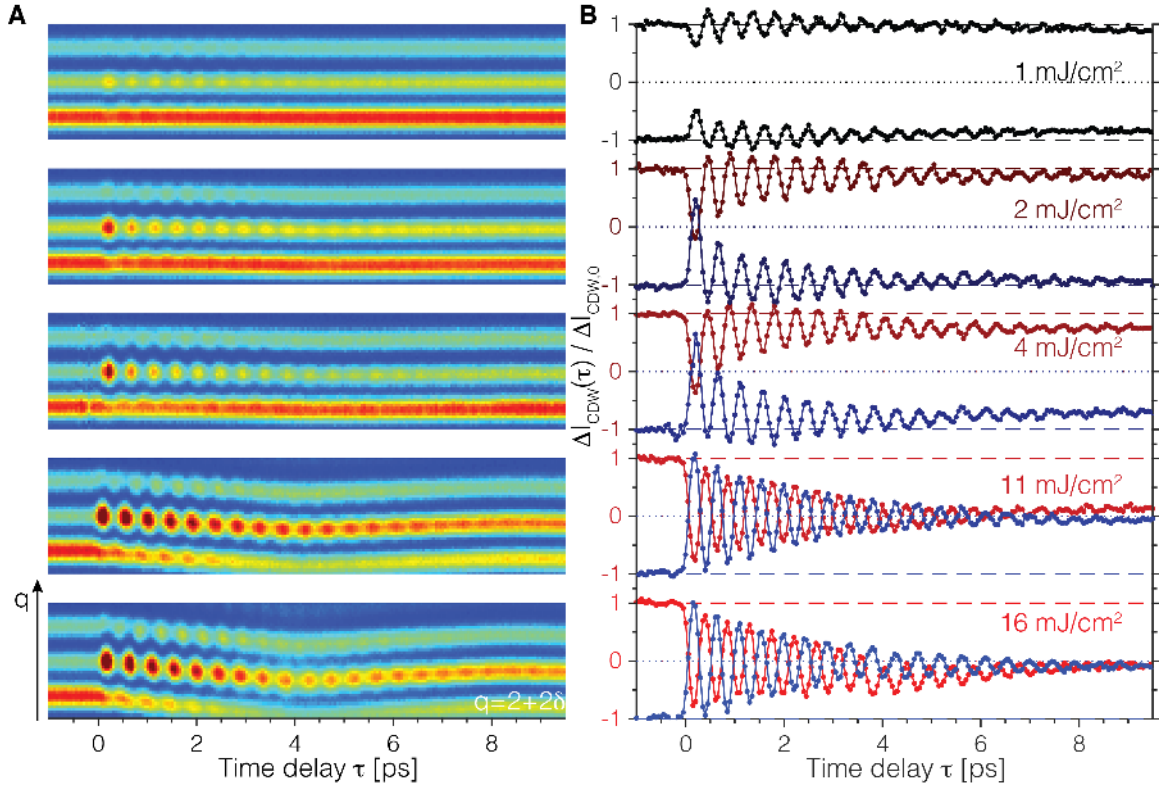 A
q
q=2+2δ
0
2
4
6
8
Time delay τ [ps]
B
ΔI_CDW(τ) / ΔI_CDW,0
1
0
-1
1 mJ/cm²
1
0
-1
2 mJ/cm²
1
0
-1
4 mJ/cm²
1
0
-1
11 mJ/cm²
1
0
-1
16 mJ/cm²
0
2
4
6
8
Time delay τ [ps]